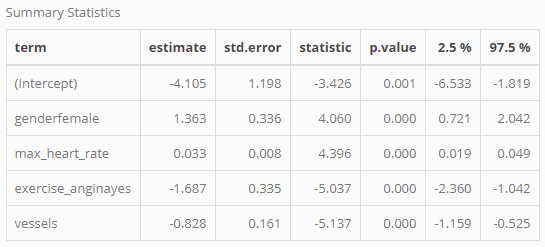 Summary Statistics
term estimate std.error statistic p.value 2.5 % 97.5 %
(Intercept) -4.105 1.198 -3.426 0.001 -6.533 -1.819
genderfemale 1.363 0.336 4.060 0.000 0.721 2.042
max_heart_rate 0.033 0.008 4.396 0.000 0.019 0.049
exercise_anginayes -1.687 0.335 -5.037 0.000 -2.360 -1.042
vessels -0.828 0.161 -5.137 0.000 -1.159 -0.525